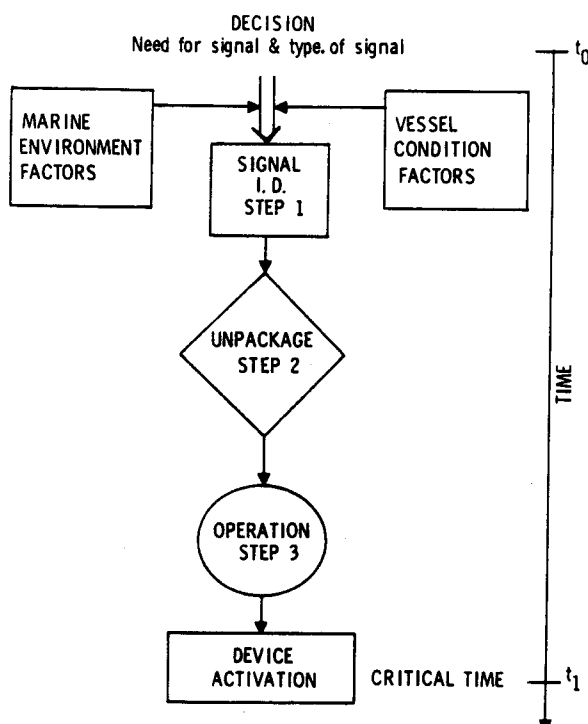 DECISION
Need for signal & type. of signal
t0
MARINE
ENVIRONMENT
FACTORS
VESSEL
CONDITION
FACTORS
SIGNAL
I. D.
STEP 1
UNPACKAGE
STEP 2
TIME
OPERATION
STEP 3
DEVICE
ACTIVATION
CRITICAL TIME
t1